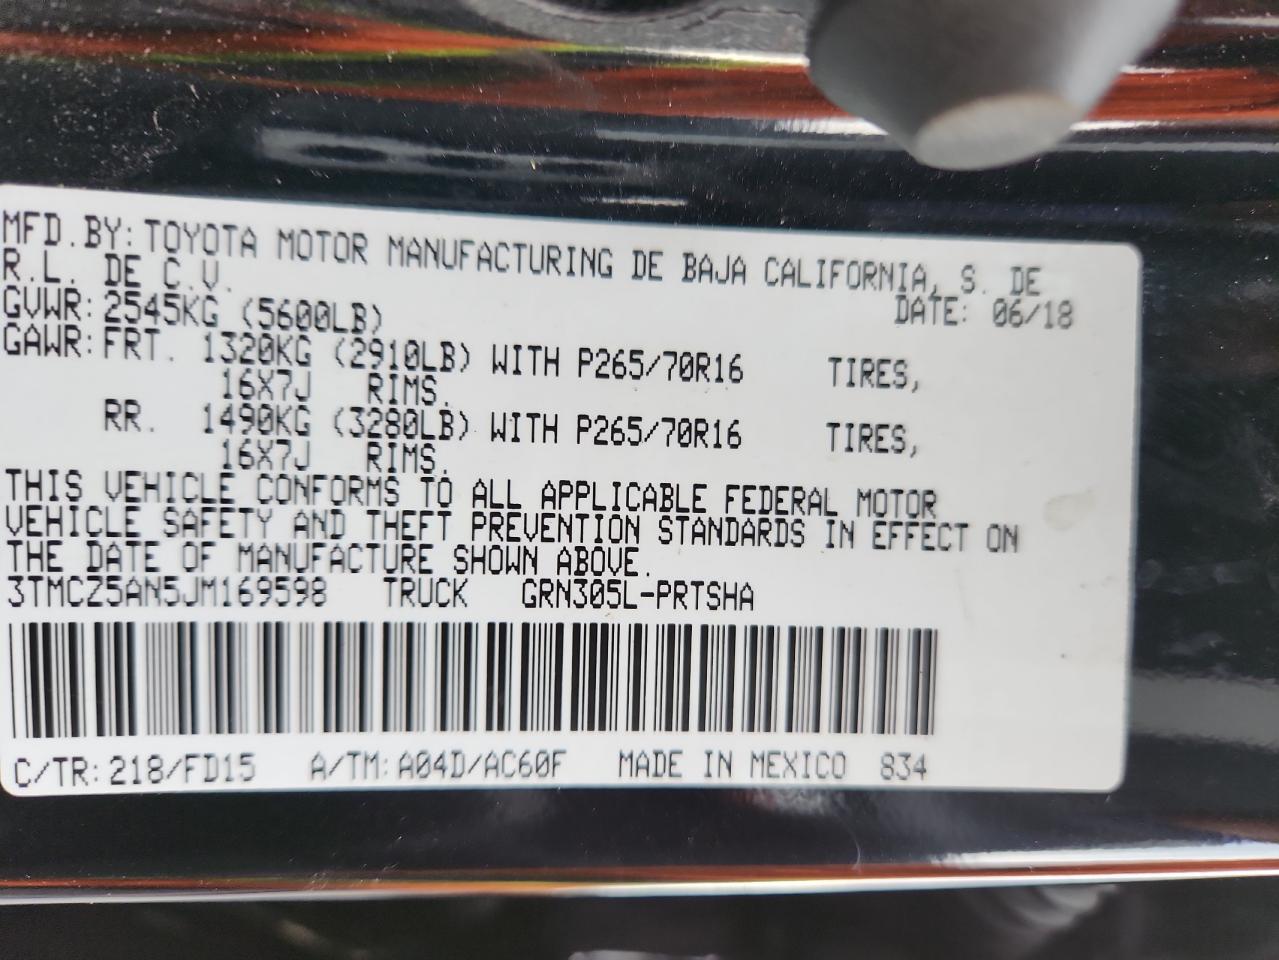 MFD.BY: TOYOTA MOTOR MANUFACTURING DE BAJA CALIFORNIA, S. DE
R.L. DE C.V.
DATE: 06/18
GVWR: 2545KG (5600LB)
GAWR: FRT. 1320KG (2910LB) WITH P265/70R16 TIRES,
16X7J RIMS.
RR. 1490KG (3280LB) WITH P265/70R16 TIRES,
16X7J RIMS.
THIS VEHICLE CONFORMS TO ALL APPLICABLE FEDERAL MOTOR
VEHICLE SAFETY AND THEFT PREVENTION STANDARDS IN EFFECT ON
THE DATE OF MANUFACTURE SHOWN ABOVE.
3TMCZ5AN5JM169598 TRUCK GRN305L-PRTSHA
C/TR: 218/FD15 A/TM: A04D/AC60F MADE IN MEXICO 834